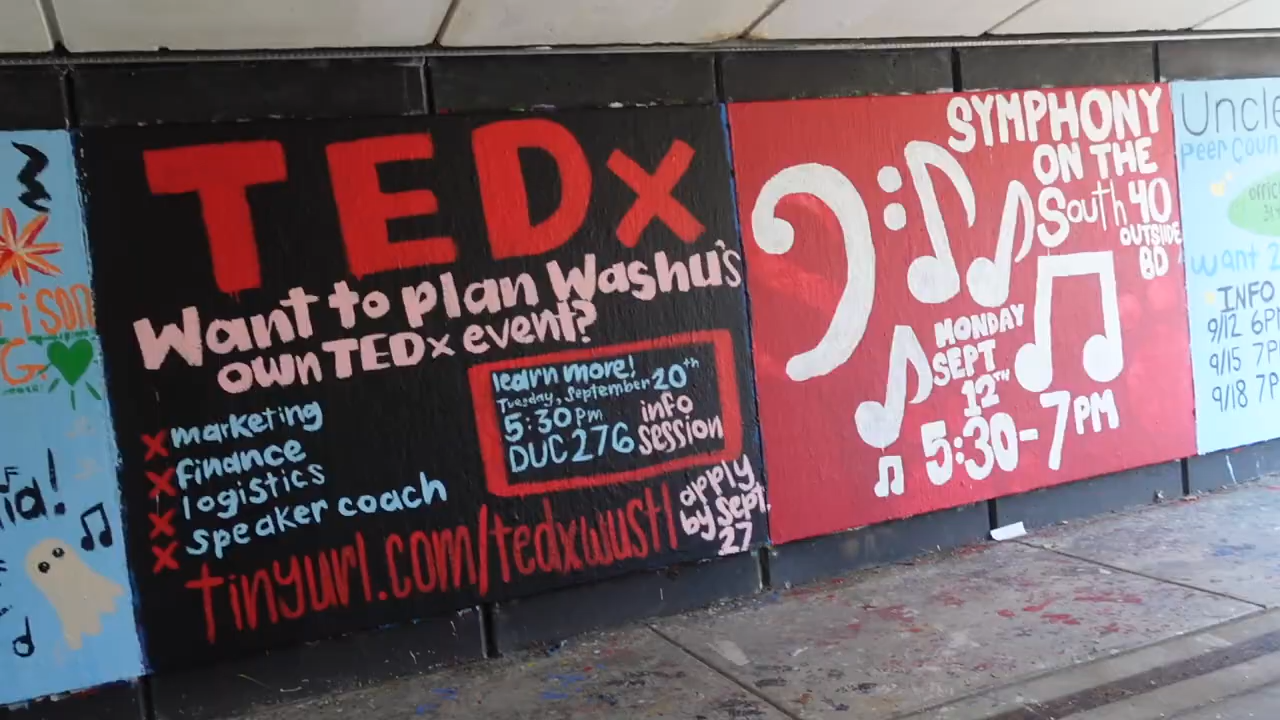 TEDx
Want to plan Washu's
own TEDx event?
learn more!
Tuesday, September 20th
5:30pm
DUC 276
info
session
x marketing
x finance
x logistics
x speaker coach
apply
by Sept.
27
tinyurl.com/tedxwustl
SYMPHONY
ON THE
South 40
OUTSIDE
BD
MONDAY
SEPT
12TH
5:30-7PM
Uncle
Peer Coun
want
INFO
9/12 6P
9/15 7P
9/18 7P
rison
G